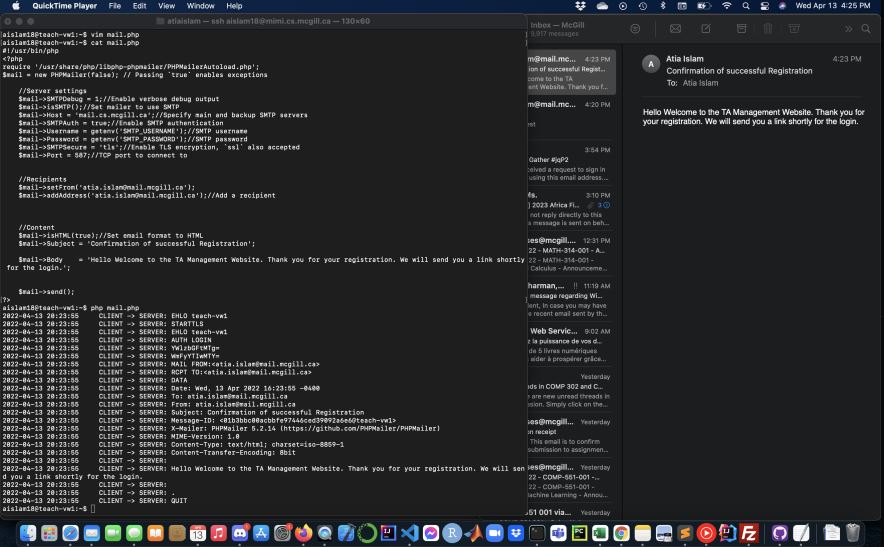 QuickTime Player File Edit View Window Help
Wed Apr 13 4:25 PM
atiaislam — ssh aislam18@mimi.cs.mcgill.ca — 130×60
aislam18@teach-vw1:~$ vim mail.php
aislam18@teach-vw1:~$ cat mail.php
#!/usr/bin/php
<?php
require '/usr/share/php/libphp-phpmailer/PHPMailerAutoload.php';
$mail = new PHPMailer(false); // Passing `true` enables exceptions
//Server settings
$mail->SMTPDebug = 1;//Enable verbose debug output
$mail->isSMTP();//Set mailer to use SMTP
$mail->Host = 'mail.cs.mcgill.ca';//Specify main and backup SMTP servers
$mail->SMTPAuth = true;//Enable SMTP authentication
$mail->Username = getenv('SMTP_USERNAME');//SMTP username
$mail->Password = getenv('SMTP_PASSWORD');//SMTP password
$mail->SMTPSecure = 'tls';//Enable TLS encryption, `ssl` also accepted
$mail->Port = 587;//TCP port to connect to
//Recipients
$mail->setFrom('atia.islam@mail.mcgill.ca');
$mail->addAddress('atia.islam@mail.mcgill.ca');//Add a recipient
//Content
$mail->isHTML(true);//Set email format to HTML
$mail->Subject = 'Confirmation of successful Registration';
$mail->Body = 'Hello Welcome to the TA Management Website. Thank you for your registration. We will send you a link shortly
for the login.';
$mail->send();
?>
aislam18@teach-vw1:~$ php mail.php
2022-04-13 20:23:55 CLIENT -> SERVER: EHLO teach-vw1
2022-04-13 20:23:55 CLIENT -> SERVER: STARTTLS
2022-04-13 20:23:55 CLIENT -> SERVER: EHLO teach-vw1
2022-04-13 20:23:55 CLIENT -> SERVER: AUTH LOGIN
2022-04-13 20:23:55 CLIENT -> SERVER:
2022-04-13 20:23:55 CLIENT -> SERVER:
2022-04-13 20:23:55 CLIENT -> SERVER: MAIL FROM:<atia.islam@mail.mcgill.ca>
2022-04-13 20:23:55 CLIENT -> SERVER: RCPT TO:<atia.islam@mail.mcgill.ca>
2022-04-13 20:23:55 CLIENT -> SERVER: DATA
2022-04-13 20:23:55 CLIENT -> SERVER: Date: Wed, 13 Apr 2022 16:23:55 -0400
2022-04-13 20:23:55 CLIENT -> SERVER: To: atia.islam@mail.mcgill.ca
2022-04-13 20:23:55 CLIENT -> SERVER: From: atia.islam@mail.mcgill.ca
2022-04-13 20:23:55 CLIENT -> SERVER: Subject: Confirmation of successful Registration
2022-04-13 20:23:55 CLIENT -> SERVER: Message-ID: <01b3bbc00acbbfe97446ced39092a6e6@teach-vw1>
2022-04-13 20:23:55 CLIENT -> SERVER: X-Mailer: PHPMailer 5.2.14 (https://github.com/PHPMailer/PHPMailer)
2022-04-13 20:23:55 CLIENT -> SERVER: MIME-Version: 1.0
2022-04-13 20:23:55 CLIENT -> SERVER: Content-Type: text/html; charset=iso-8859-1
2022-04-13 20:23:55 CLIENT -> SERVER: Content-Transfer-Encoding: 8bit
2022-04-13 20:23:55 CLIENT -> SERVER:
2022-04-13 20:23:55 CLIENT -> SERVER: Hello Welcome to the TA Management Website. Thank you for your registration. We will sen
d you a link shortly for the login.
2022-04-13 20:23:55 CLIENT -> SERVER:
2022-04-13 20:23:55 CLIENT -> SERVER: .
2022-04-13 20:23:55 CLIENT -> SERVER: QUIT
aislam18@teach-vw1:~$
Inbox — McGill
9,917 messages
m@mail.mc... 4:23 PM
ion of successful Regist...
come to the TA
t Website. Thank you f...
m@mail.mc... 4:20 PM
est
3:54 PM
Gather #jqP2
ceived a request to sign in
using this email address....
Ms. 3:10 PM
] 2023 Africa Fi... 3
not reply directly to this
s message is sent on beh...
ses@mcgill.... 12:31 PM
22 - MATH-314-001 - A...
22 - MATH-314-001 -
Calculus - Announceme...
harman,... !! 11:19 AM
message regarding Wi...
ent, in case you may have
e recent email sent by th...
Web Servic... 9:02 AM
z la puissance de vos d...
de 5 livres numériques
aider à prospérer grâce...
Yesterday
ds in COMP 302 and C...
are new unread threads in
ssion. Simply click on the...
ses@mcgill... Yesterday
n receipt
This email is to confirm
submission to assignmen...
ses@mcgill... Yesterday
22 - COMP-551-001 -...
22 - COMP-551-001 -
achine Learning - Annou...
551 001 via... Yesterday
A
Atia Islam 4:23 PM
Confirmation of successful Registration
To: Atia Islam
Hello Welcome to the TA Management Website. Thank you for
your registration. We will send you a link shortly for the login.